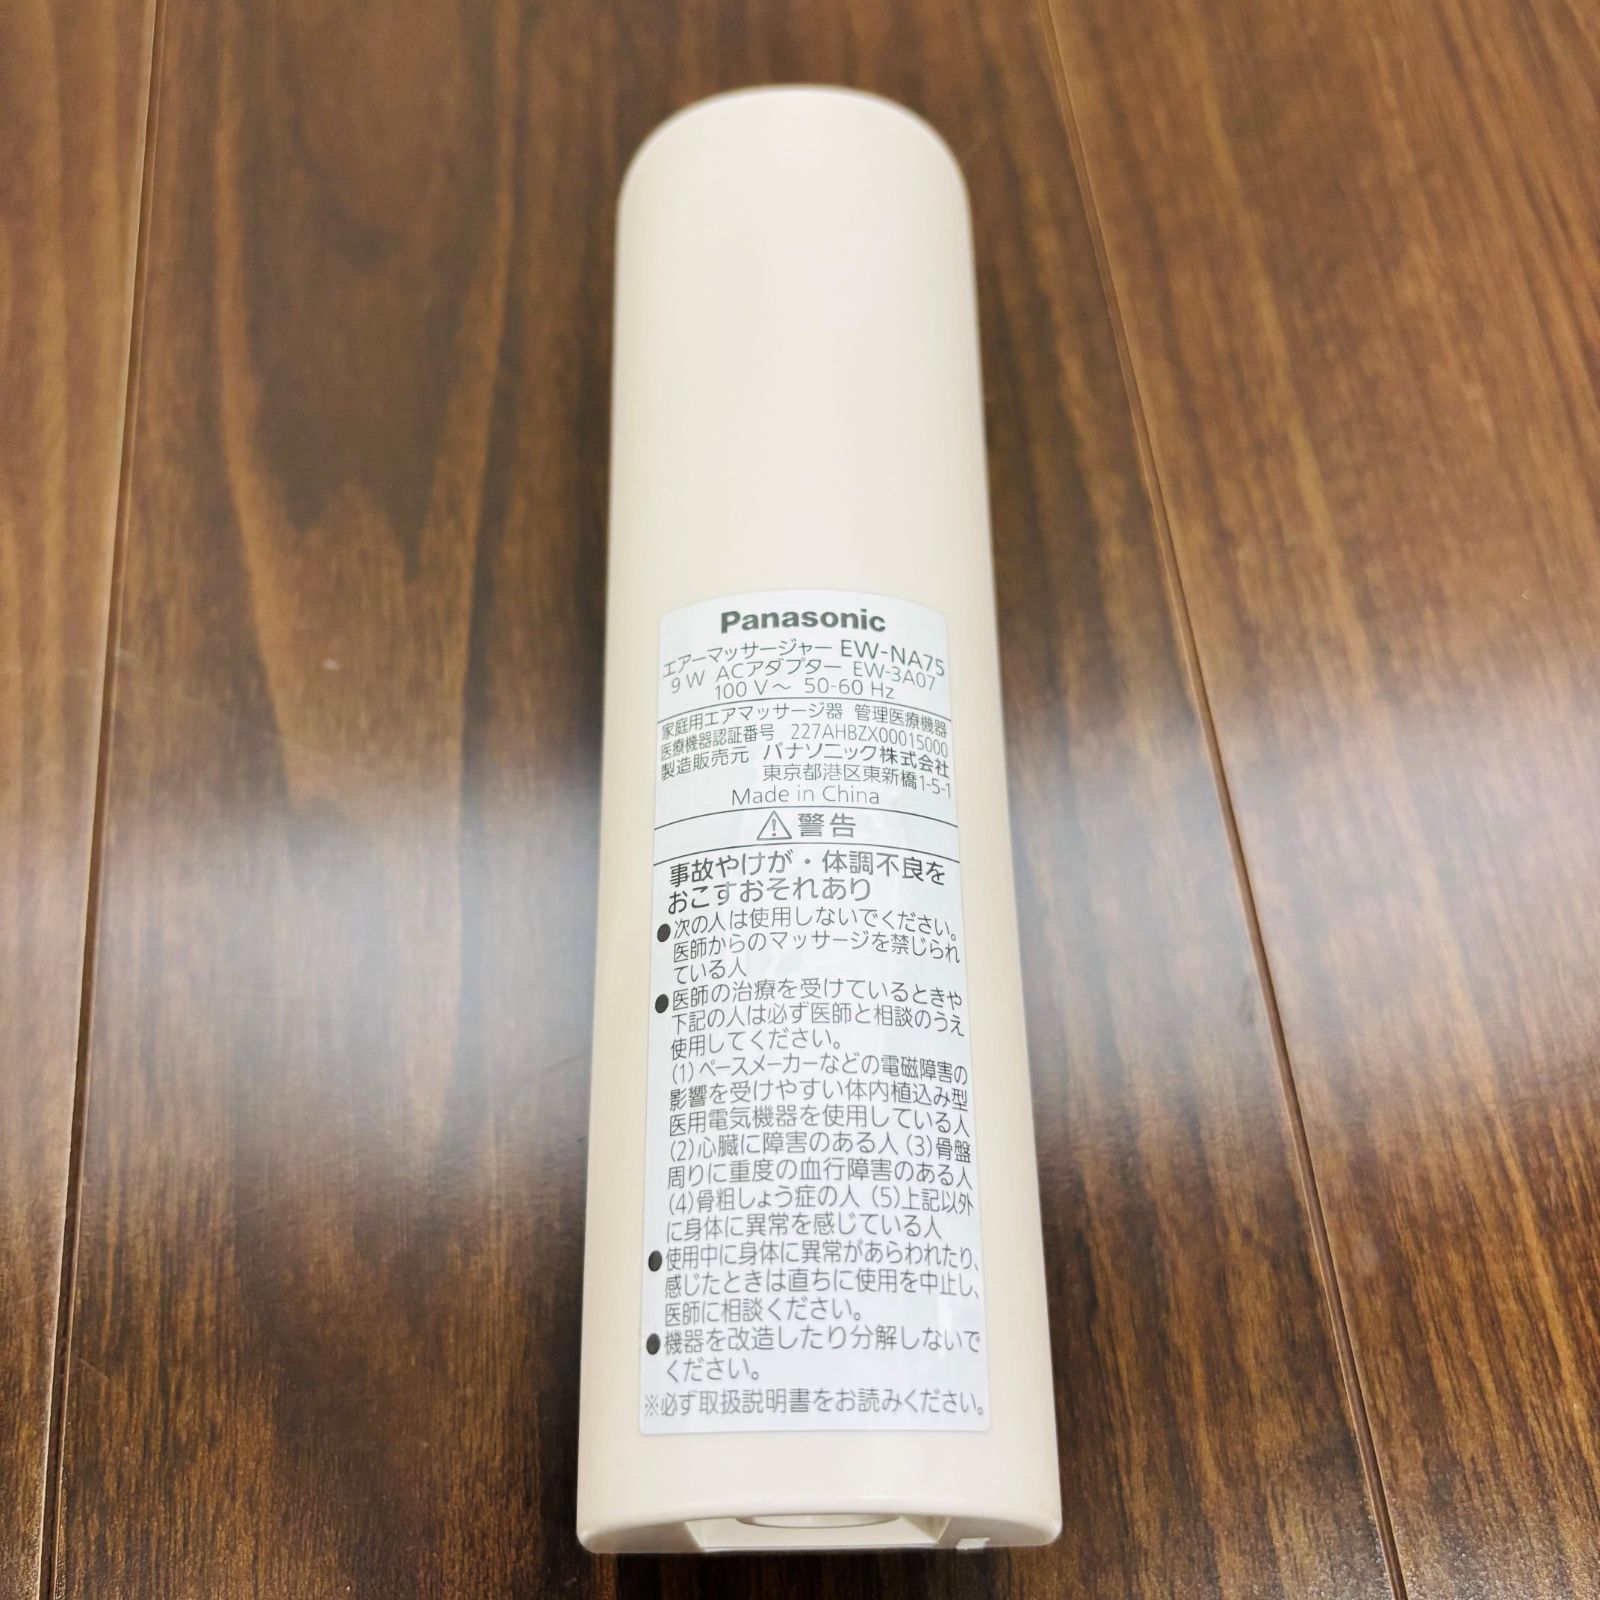 Panasonic
エアーマッサージャー EW-NA75
9W ACアダプター EW-3A07
100V～ 50-60Hz
家庭用エアマッサージ器 管理医療機器
医療機器認証番号 227AHBZX00015000
製造販売元 パナソニック株式会社
東京都港区東新橋1-5-1
Made in China
⚠警告
事故やけが・体調不良を
おこすおそれあり
●次の人は使用しないでください。
医師からのマッサージを禁じられ
ている人
●医師の治療を受けているときや
下記の人は必ず医師と相談のうえ
使用してください。
(1)ペースメーカーなどの電磁障害の
影響を受けやすい体内植込み型
医用電気機器を使用している人
(2)心臓に障害のある人(3)骨盤
周りに重度の血行障害のある人
(4)骨粗しょう症の人(5)上記以外
に身体に異常を感じている人
●使用中に身体に異常があらわれたり、
感じたときは直ちに使用を中止し、
医師に相談ください。
●機器を改造したり分解しないで
ください。
※必ず取扱説明書をお読みください。